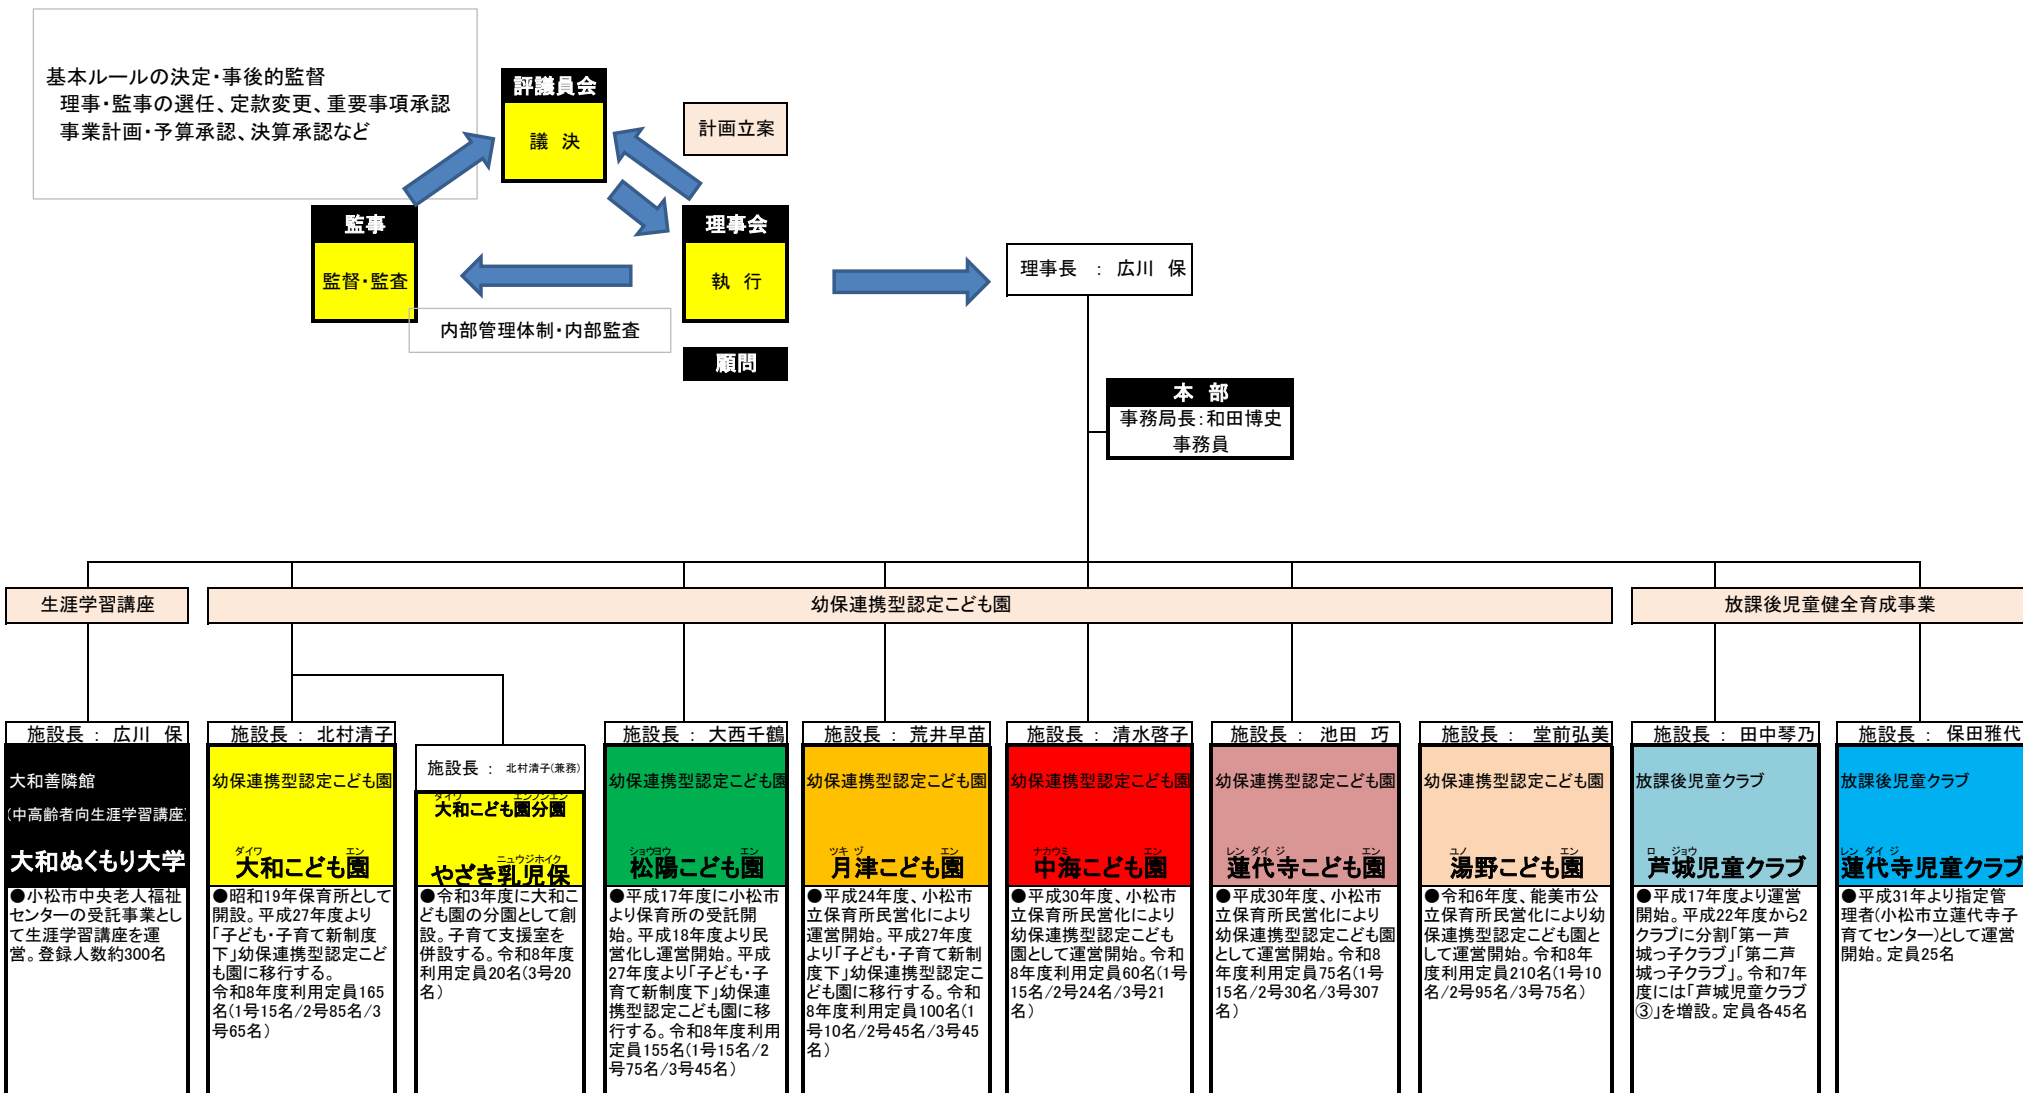 基本ルールの決定・事後的監督
理事・監事の選任、定款変更、重要事項承認
事業計画・予算承認、決算承認など
評議員会
議 決
計画立案
監事
監督・監査
理事会
執 行
内部管理体制・内部監査
顧問
理事長 : 広川 保
本 部
事務局長:和田博史
事務員
生涯学習講座
幼保連携型認定こども園
放課後児童健全育成事業
施設長 : 広川 保
大和善隣館
(中高齢者向生涯学習講座)
大和ぬくもり大学
●小松市中央老人福祉
センターの受託事業とし
て生涯学習講座を運
営。登録人数約300名
施設長 : 北村清子
幼保連携型認定こども園
ダイワ エン
大和こども園
●昭和19年保育所として
開設。平成27年度より
「子ども・子育て新制度
下」幼保連携型認定こど
も園に移行する。
令和8年度利用定員165
名(1号15名/2号85名/3
号65名)
施設長 : 北村清子(兼務)
ダイワ エンブンエン
大和こども園分園
ニュウジホイク
やざき乳児保
●令和3年度に大和こ
ども園の分園として創
設。子育て支援室を
併設する。令和8年度
利用定員20名(3号20
名)
施設長 : 大西千鶴
幼保連携型認定こども園
ショウヨウ エン
松陽こども園
●平成17年度に小松市
より保育所の受託開
始。平成18年度より民
営化し運営開始。平成
27年度より「子ども・子
育て新制度下」幼保連
携型認定こども園に移
行する。令和8年度利用
定員155名(1号15名/2
号75名/3号45名)
施設長 : 荒井早苗
幼保連携型認定こども園
ツキ ヅ エン
月津こども園
●平成24年度、小松市
立保育所民営化により
運営開始。平成27年度
より「子ども・子育て新制
度下」幼保連携型認定こ
ども園に移行する。令和
8年度利用定員100名(1
号10名/2号45名/3号45
名)
施設長 : 清水啓子
幼保連携型認定こども園
ナカウミ エン
中海こども園
●平成30年度、小松市
立保育所民営化により
幼保連携型認定こども
園として運営開始。令和
8年度利用定員60名(1号
15名/2号24名/3号21
名)
施設長 : 池田 巧
幼保連携型認定こども園
レン ダイ ジ エン
蓮代寺こども園
●平成30年度、小松市
立保育所民営化により
幼保連携型認定こども園
として運営開始。令和8
年度利用定員75名(1号
15名/2号30名/3号307
名)
施設長 : 堂前弘美
幼保連携型認定こども園
ユノ エン
湯野こども園
●令和6年度、能美市公
立保育所民営化により幼
保連携型認定こども園と
して運営開始。令和8年
度利用定員210名(1号10
名/2号95名/3号75名)
施設長 : 田中琴乃
放課後児童クラブ
ロ ジョウ
芦城児童クラブ
●平成17年度より運営
開始。平成22年度から2
クラブに分割「第一芦
城っ子クラブ」「第二芦
城っ子クラブ」。令和7年
度には「芦城児童クラブ
③」を増設。定員各45名
施設長 : 保田雅代
放課後児童クラブ
レン ダイ ジ
蓮代寺児童クラブ
●平成31年より指定管
理者(小松市立蓮代寺子
育てセンター)として運営
開始。定員25名